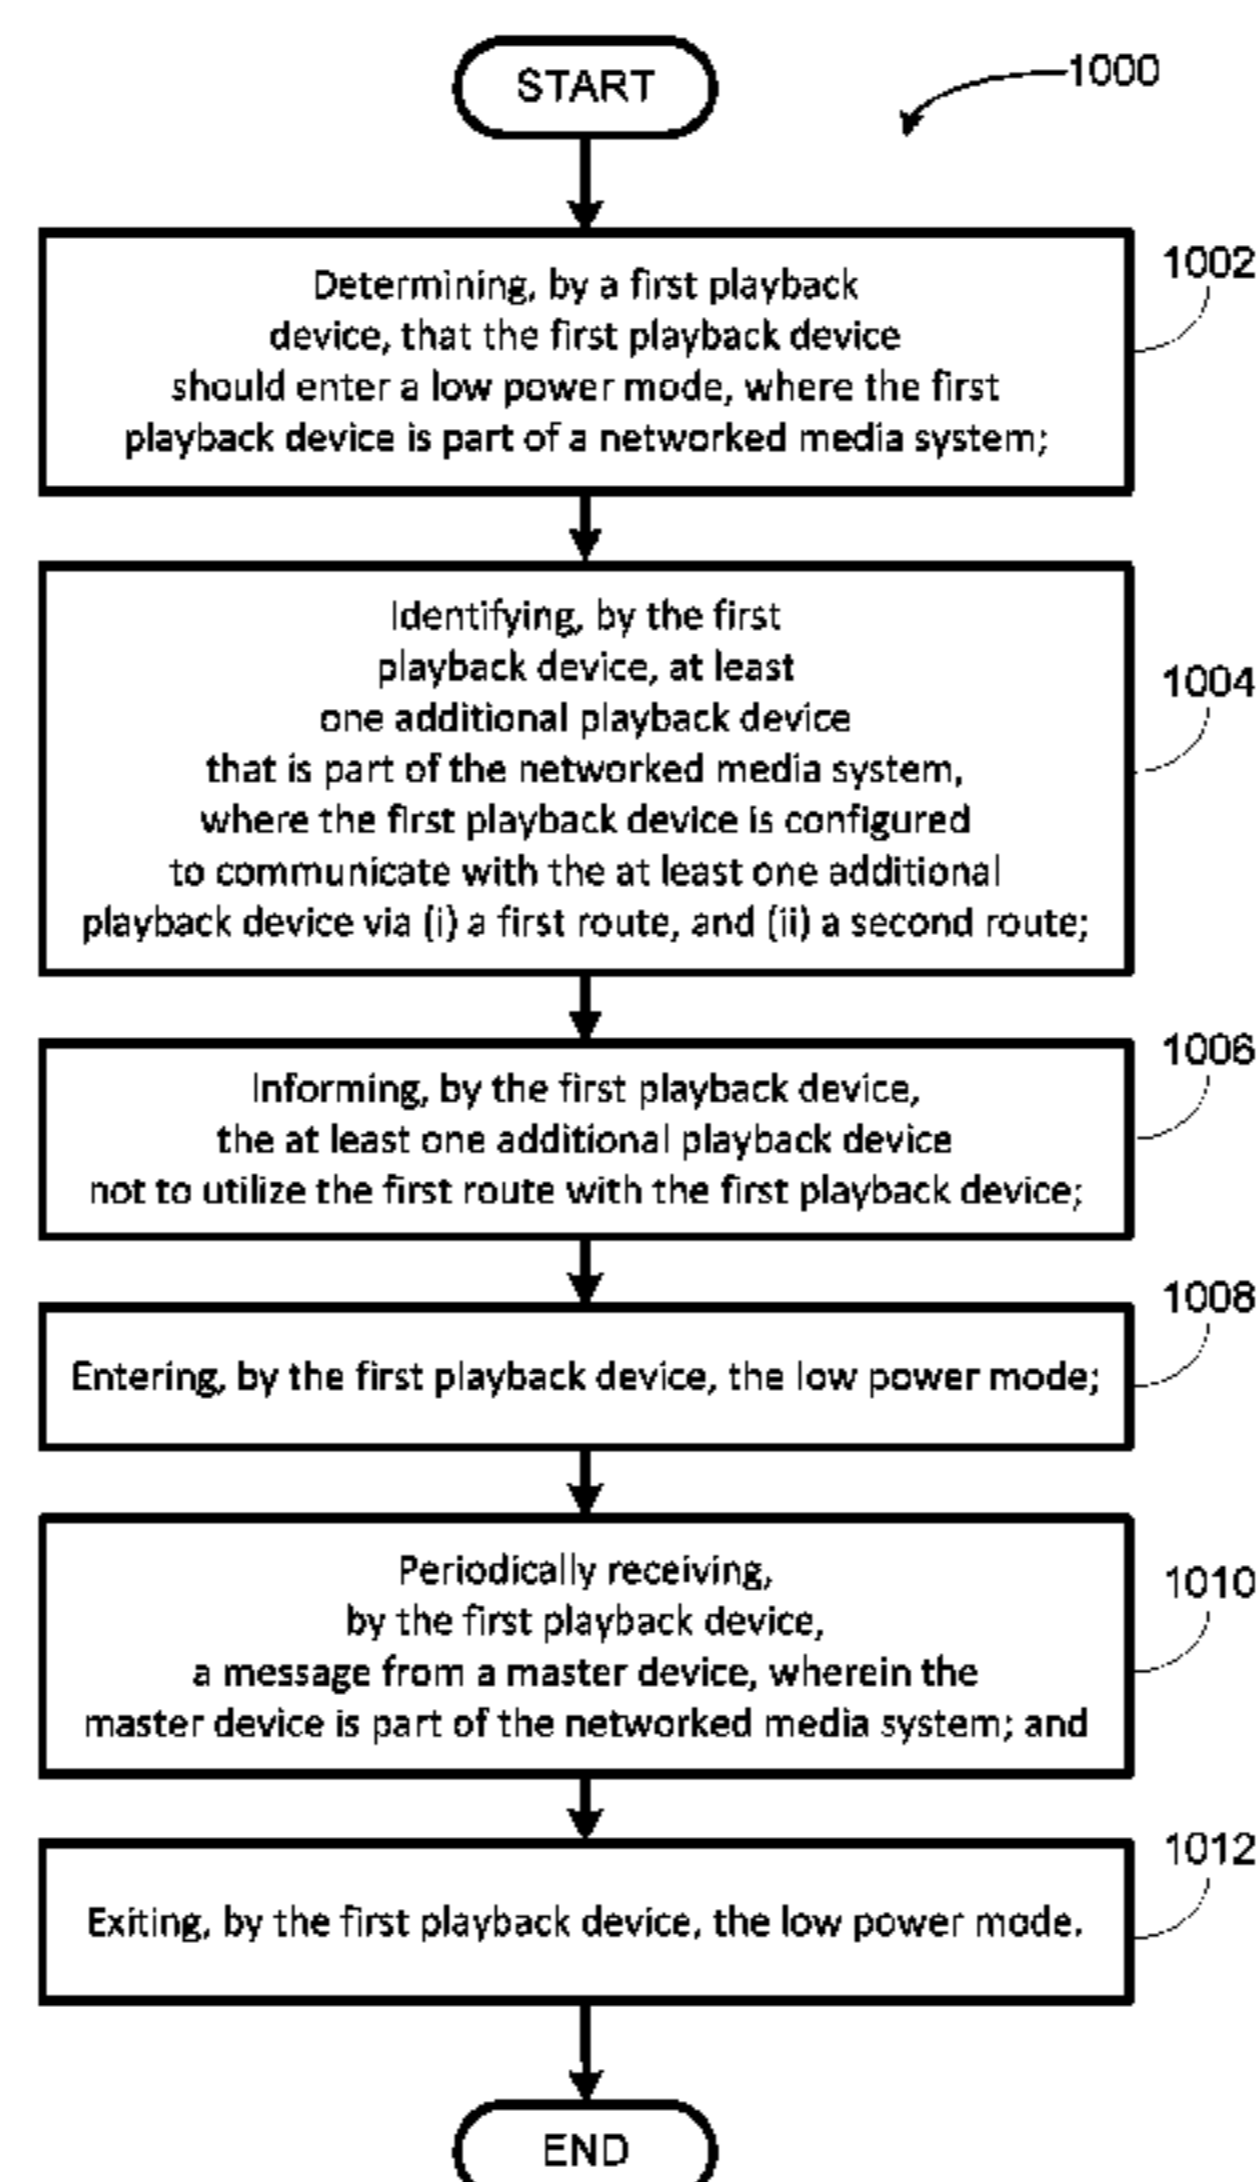 START
1000
Determining, by a first playback
device, that the first playback device
should enter a low power mode, where the first
playback device is part of a networked media system;
1002
Identifying, by the first
playback device, at least
one additional playback device
that is part of the networked media system,
where the first playback device is configured
to communicate with the at least one additional
playback device via (i) a first route, and (ii) a second route;
1004
Informing, by the first playback device,
the at least one additional playback device
not to utilize the first route with the first playback device;
1006
Entering, by the first playback device, the low power mode;
1008
Periodically receiving,
by the first playback device,
a message from a master device, wherein the
master device is part of the networked media system; and
1010
Exiting, by the first playback device, the low power mode.
1012
END